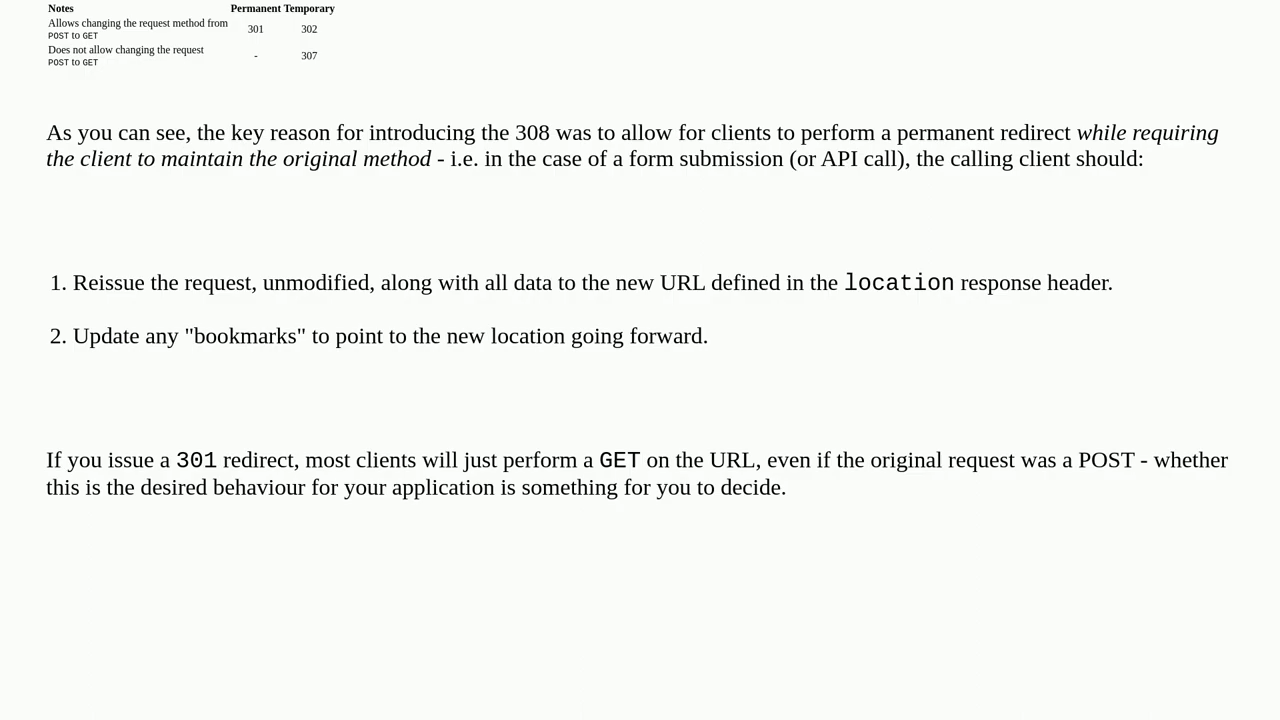 Notes Permanent Temporary
Allows changing the request method from
POST to GET 301 302
Does not allow changing the request
POST to GET - 307
As you can see, the key reason for introducing the 308 was to allow for clients to perform a permanent redirect while requiring
the client to maintain the original method - i.e. in the case of a form submission (or API call), the calling client should:
1. Reissue the request, unmodified, along with all data to the new URL defined in the location response header.
2. Update any "bookmarks" to point to the new location going forward.
If you issue a 301 redirect, most clients will just perform a GET on the URL, even if the original request was a POST - whether
this is the desired behaviour for your application is something for you to decide.